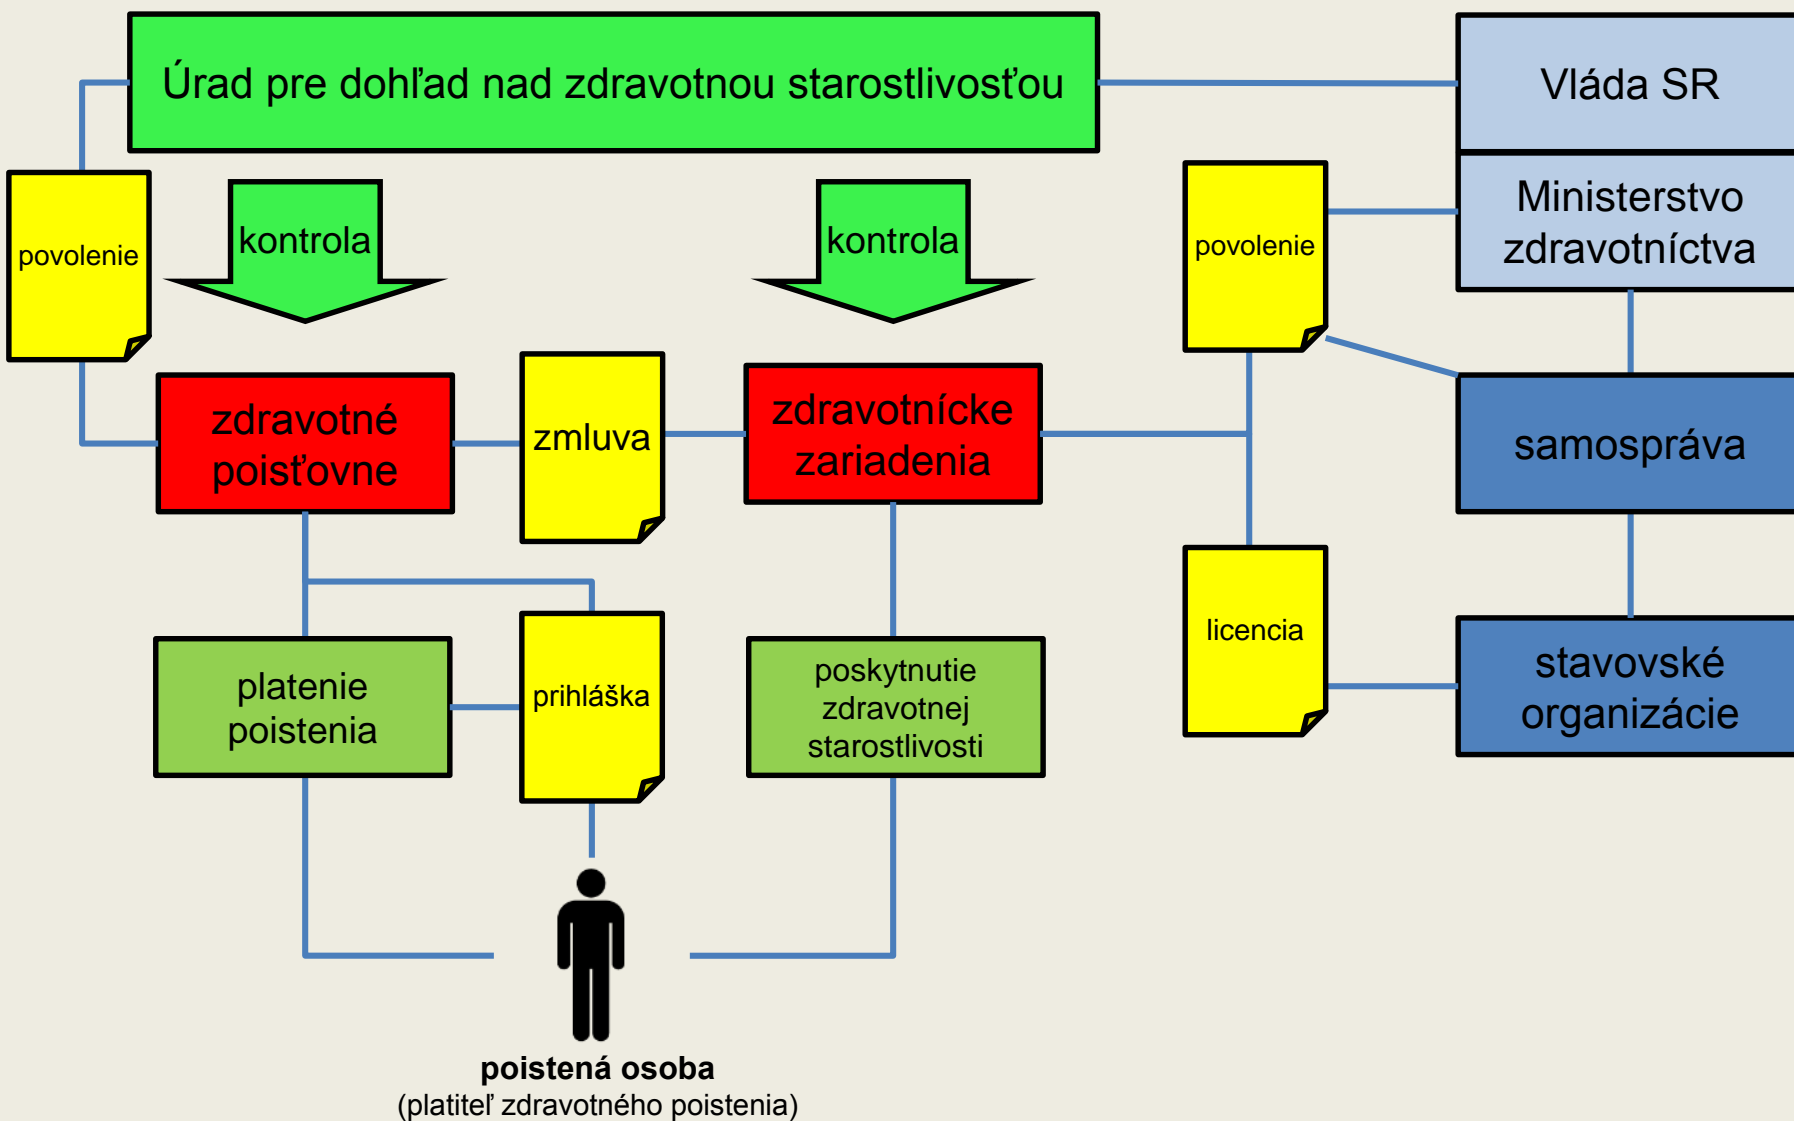 Úrad pre dohľad nad zdravotnou starostlivosťou
Vláda SR
povolenie
kontrola
kontrola
povolenie
Ministerstvo
zdravotníctva
zdravotné
poisťovne
zmluva
zdravotnícke
zariadenia
samospráva
platenie
poistenia
prihláška
poskytnutie
zdravotnej
starostlivosti
licencia
stavovské
organizácie
poistená osoba
(platiteľ zdravotného poistenia)